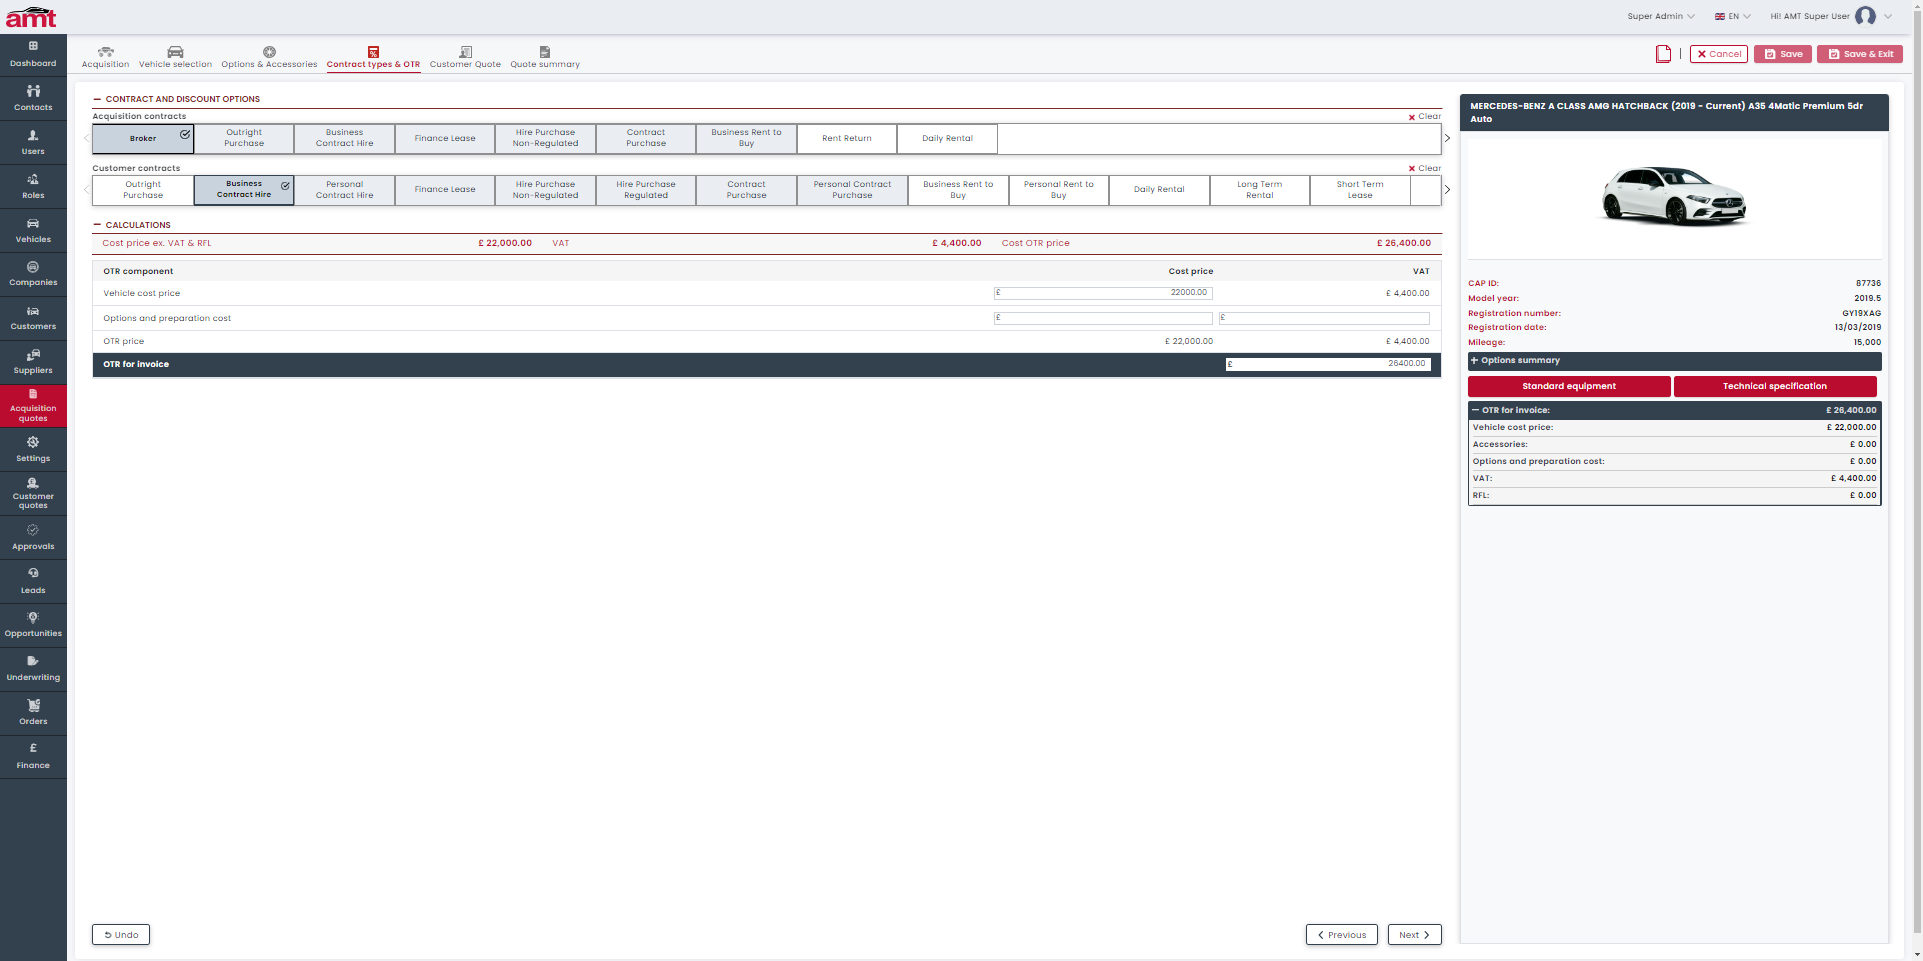 amt
Super Admin
EN
Hi! AMT Super User
Dashboard
Contacts
Users
Roles
Vehicles
Companies
Customers
Suppliers
Acquisition
quotes
Settings
Customer
quotes
Approvals
Leads
Opportunities
Underwriting
Orders
£
Finance
Acquisition
Vehicle selection
Options & Accessories
Contract types & OTR
Customer Quote
Quote summary
Cancel
Save
Save & Exit
CONTRACT AND DISCOUNT OPTIONS
Acquisition contracts
Clear
Broker
Outright
Purchase
Business
Contract Hire
Finance Lease
Hire Purchase
Non-Regulated
Contract
Purchase
Business Rent to
Buy
Rent Return
Daily Rental
Customer contracts
Clear
Outright
Purchase
Business
Contract Hire
Personal
Contract Hire
Finance Lease
Hire Purchase
Non-Regulated
Hire Purchase
Regulated
Contract
Purchase
Personal Contract
Purchase
Business Rent to
Buy
Personal Rent to
Buy
Daily Rental
Long Term
Rental
Short Term
Lease
CALCULATIONS
Cost price ex. VAT & RFL £ 22,000.00 VAT £ 4,400.00 Cost OTR price £ 26,400.00
OTR component Cost price VAT
Vehicle cost price £ 22000.00 £ 4,400.00
Options and preparation cost £ £
OTR price £ 22,000.00 £ 4,400.00
OTR for invoice £ 26400.00
Undo
Previous
Next
MERCEDES-BENZ A CLASS AMG HATCHBACK (2019 - Current) A35 4Matic Premium 5dr
Auto
CAP ID: 87736
Model year: 2019.5
Registration number: GY19XAG
Registration date: 13/03/2019
Mileage: 15,000
+ Options summary
Standard equipment
Technical specification
OTR for invoice: £ 26,400.00
Vehicle cost price: £ 22,000.00
Accessories: £ 0.00
Options and preparation cost: £ 0.00
VAT: £ 4,400.00
RFL: £ 0.00